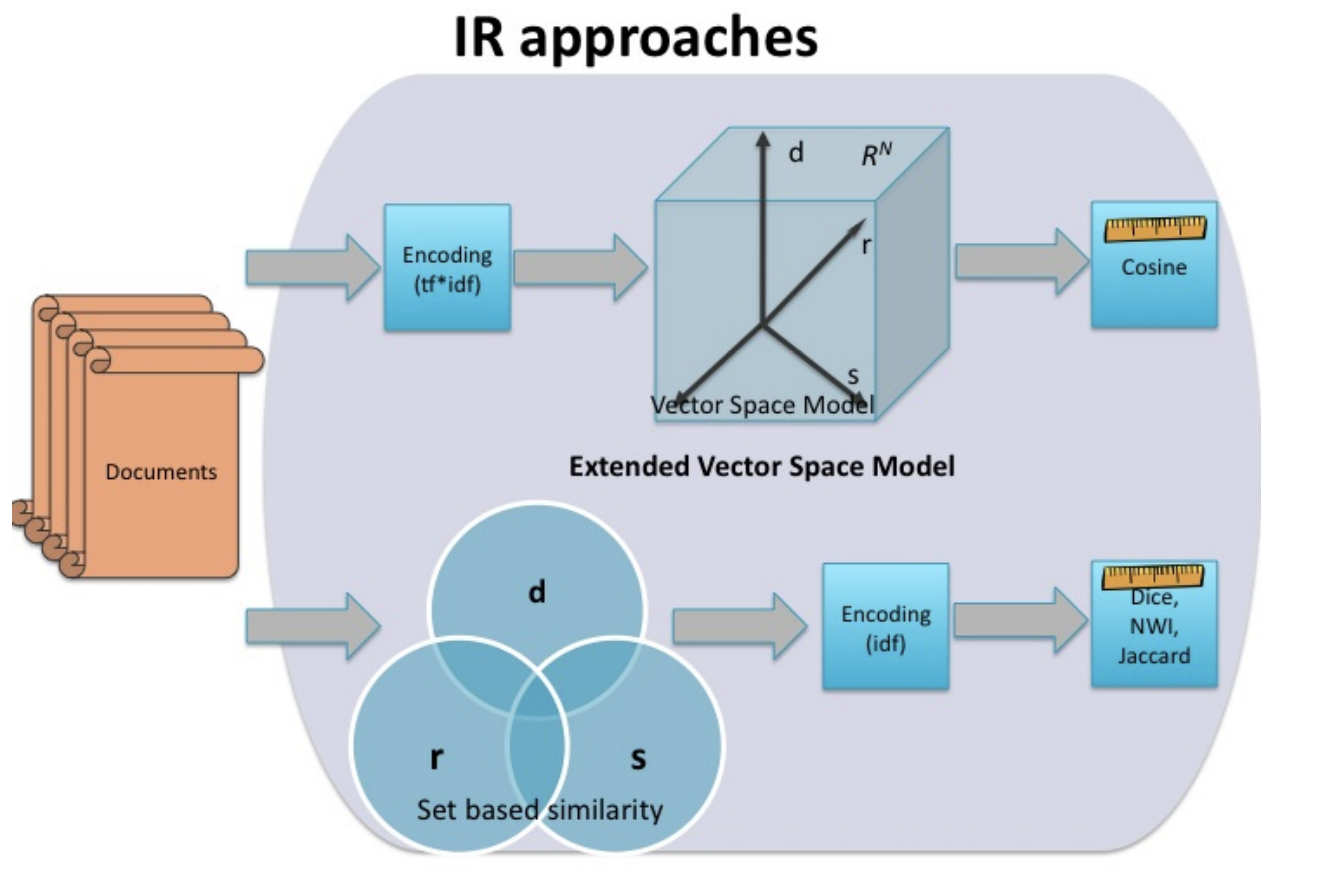 IR approaches
d
R^N
Encoding
(tf*idf)
r
Cosine
s
Vector Space Model
Documents
Extended Vector Space Model
d
Encoding
(idf)
Dice,
NWI,
Jaccard
r
s
Set based similarity